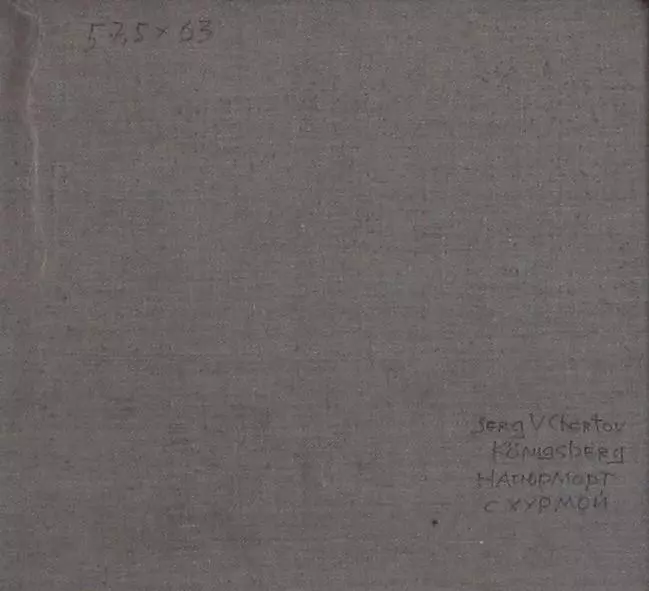 57,5 × 63
Serg V Chertov
Königsberg
НАТЮРМОРТ
С ХУРМОЙ